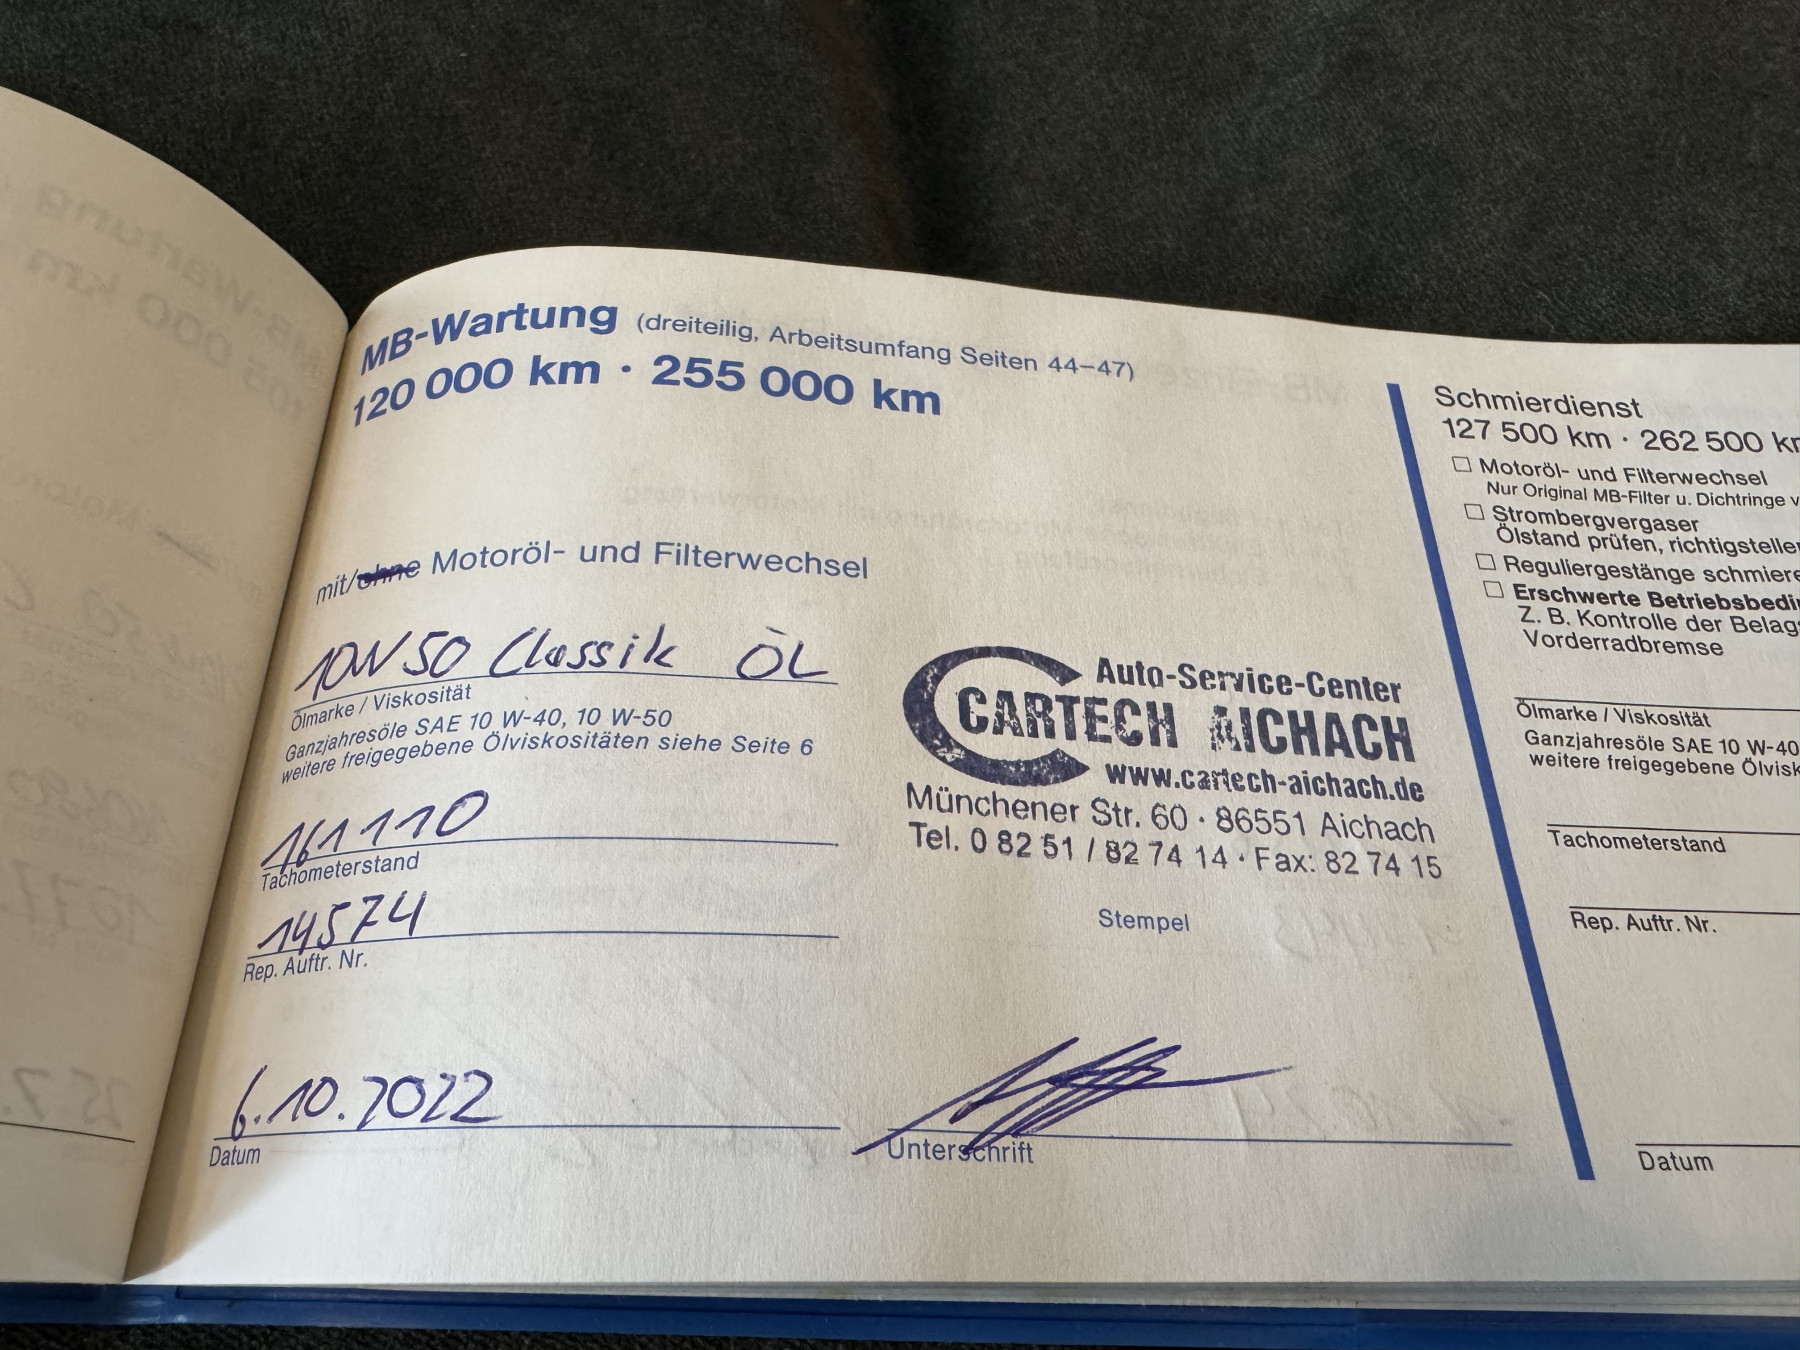 MB-Wartung (dreiteilig, Arbeitsumfang Seiten 44–47)
120 000 km · 255 000 km
mit/ohne Motoröl- und Filterwechsel
10W50 Classik ÖL
Ölmarke / Viskosität
Ganzjahresöle SAE 10 W-40, 10 W-50
weitere freigegebene Ölviskositäten siehe Seite 6
161110
Tachometerstand
14574
Rep. Auftr. Nr.
6.10.2022
Datum
Auto-Service-Center
CARTECH AICHACH
www.cartech-aichach.de
Münchener Str. 60 · 86551 Aichach
Tel. 0 82 51 / 82 74 14 · Fax: 82 74 15
Stempel
Unterschrift
Schmierdienst
127 500 km · 262 500 k
Motoröl- und Filterwechsel
Nur Original MB-Filter u. Dichtringe v
Strombergvergaser
Ölstand prüfen, richtigstelle
Reguliergestänge schmiere
Erschwerte Betriebsbedi
Z. B. Kontrolle der Belag
Vorderradbremse
Ölmarke / Viskosität
Ganzjahresöle SAE 10 W-40
weitere freigegebene Ölvisk
Tachometerstand
Rep. Auftr. Nr.
Datum